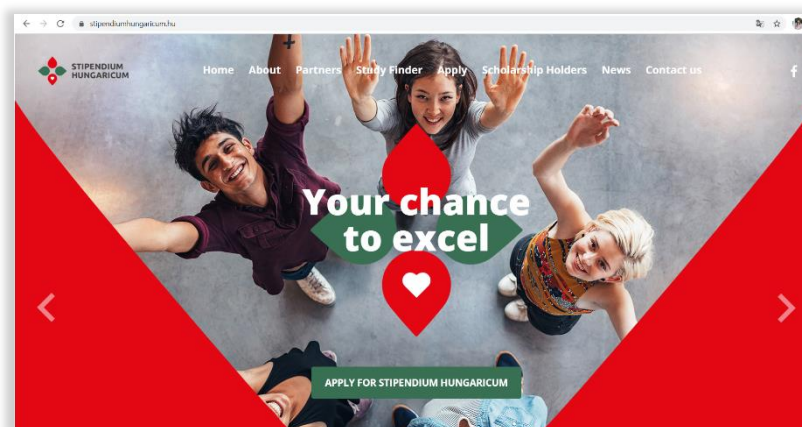 stipendiumhungaricum.hu
STIPENDIUM
HUNGARICUM
Home About Partners Study Finder Apply Scholarship Holders News Contact us
Your chance
to excel
APPLY FOR STIPENDIUM HUNGARICUM